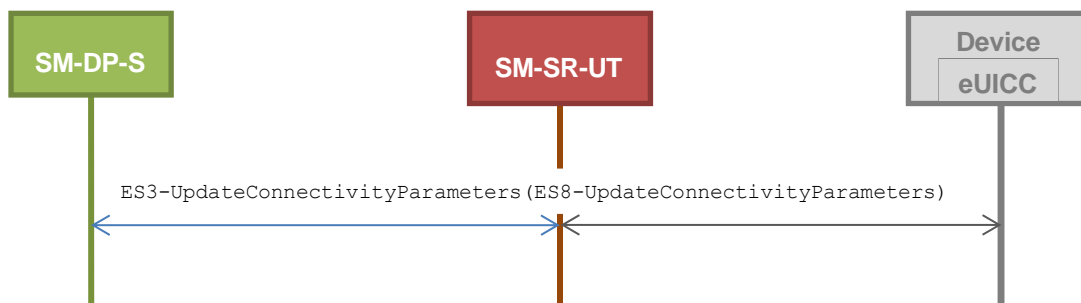 SM-DP-S
SM-SR-UT
Device
eUICC
ES3-UpdateConnectivityParameters(ES8-UpdateConnectivityParameters)